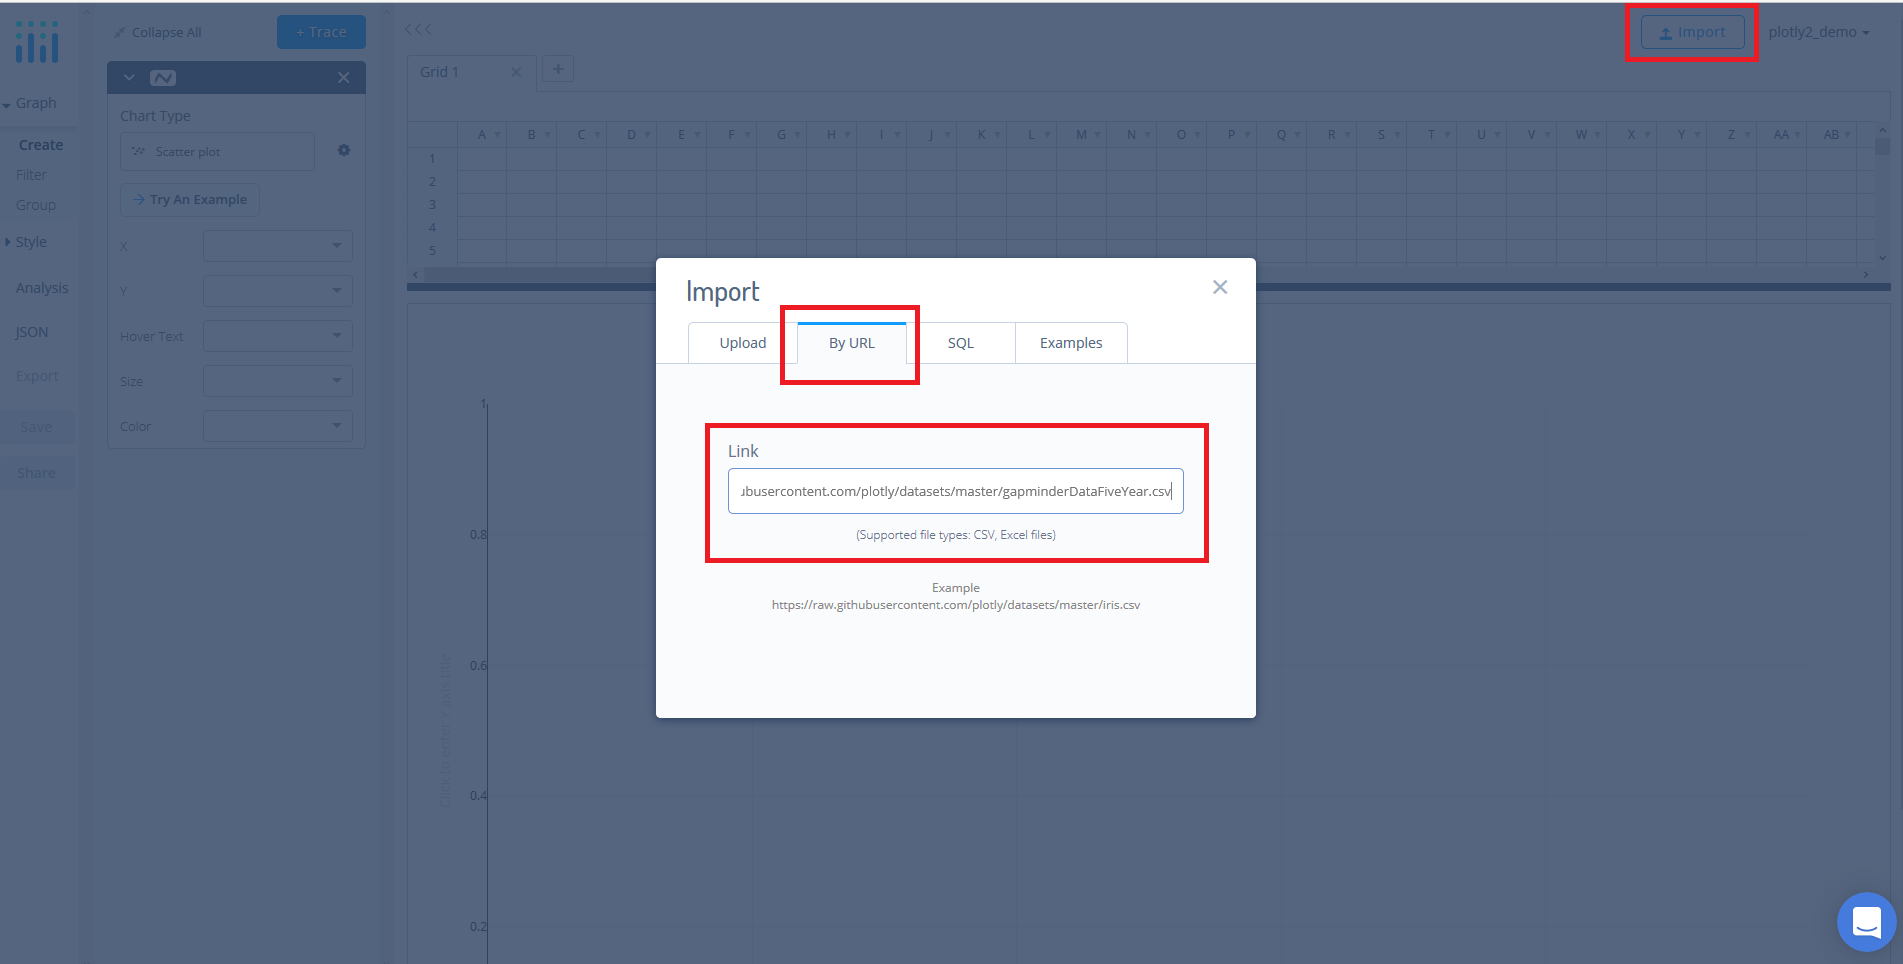 Collapse All
+ Trace
Import
plotly2_demo
Grid 1
+
Graph
Create
Filter
Group
Style
Analysis
JSON
Export
Save
Share
Chart Type
Scatter plot
Try An Example
X
Y
Hover Text
Size
Color
A B C D E F G H I J K L M N O P Q R S T U V W X Y Z AA AB
1
2
3
4
5
Import
Upload By URL SQL Examples
Link
ubusercontent.com/plotly/datasets/master/gapminderDataFiveYear.csv
(Supported file types: CSV, Excel files)
Example
https://raw.githubusercontent.com/plotly/datasets/master/iris.csv
1
0.8
0.6
0.4
0.2
Click to enter Y axis title